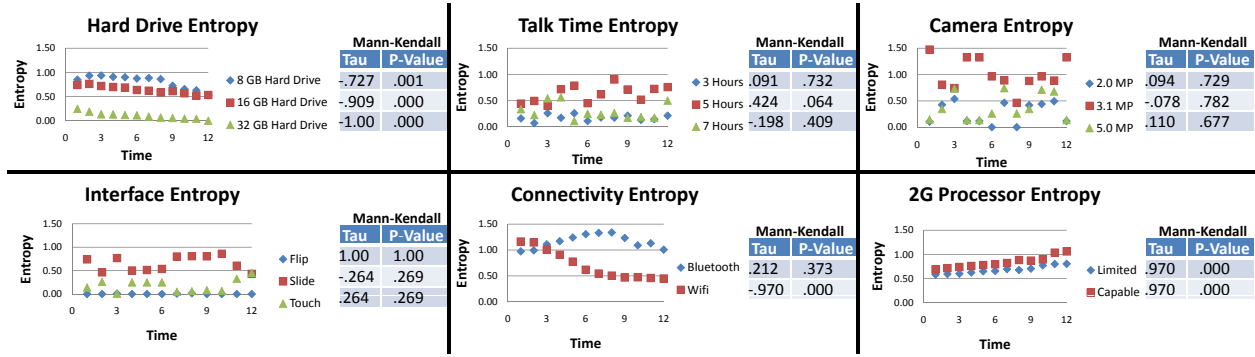 Hard Drive Entropy
Entropy
1.50
1.00
0.50
0.00
0 3 6 9 12
Time
8 GB Hard Drive
16 GB Hard Drive
32 GB Hard Drive
Mann-Kendall
Tau P-Value
-.727 .001
-.909 .000
-1.00 .000
Talk Time Entropy
Entropy
1.50
1.00
0.50
0.00
0 3 6 9 12
Time
3 Hours
5 Hours
7 Hours
Mann-Kendall
Tau P-Value
.091 .732
.424 .064
-.198 .409
Camera Entropy
Entropy
1.50
1.00
0.50
0.00
0 3 6 9 12
Time
2.0 MP
3.1 MP
5.0 MP
Mann-Kendall
Tau P-Value
.094 .729
-.078 .782
.110 .677
Interface Entropy
Entropy
1.50
1.00
0.50
0.00
0 3 6 9 12
Time
Flip
Slide
Touch
Mann-Kendall
Tau P-Value
1.00 1.00
-.264 .269
.264 .269
Connectivity Entropy
Entropy
1.50
1.00
0.50
0.00
0 3 6 9 12
Time
Bluetooth
Wifi
Mann-Kendall
Tau P-Value
.212 .373
-.970 .000
2G Processor Entropy
Entropy
1.50
1.00
0.50
0.00
0 3 6 9 12
Time
Limited
Capable
Mann-Kendall
Tau P-Value
.970 .000
.970 .000